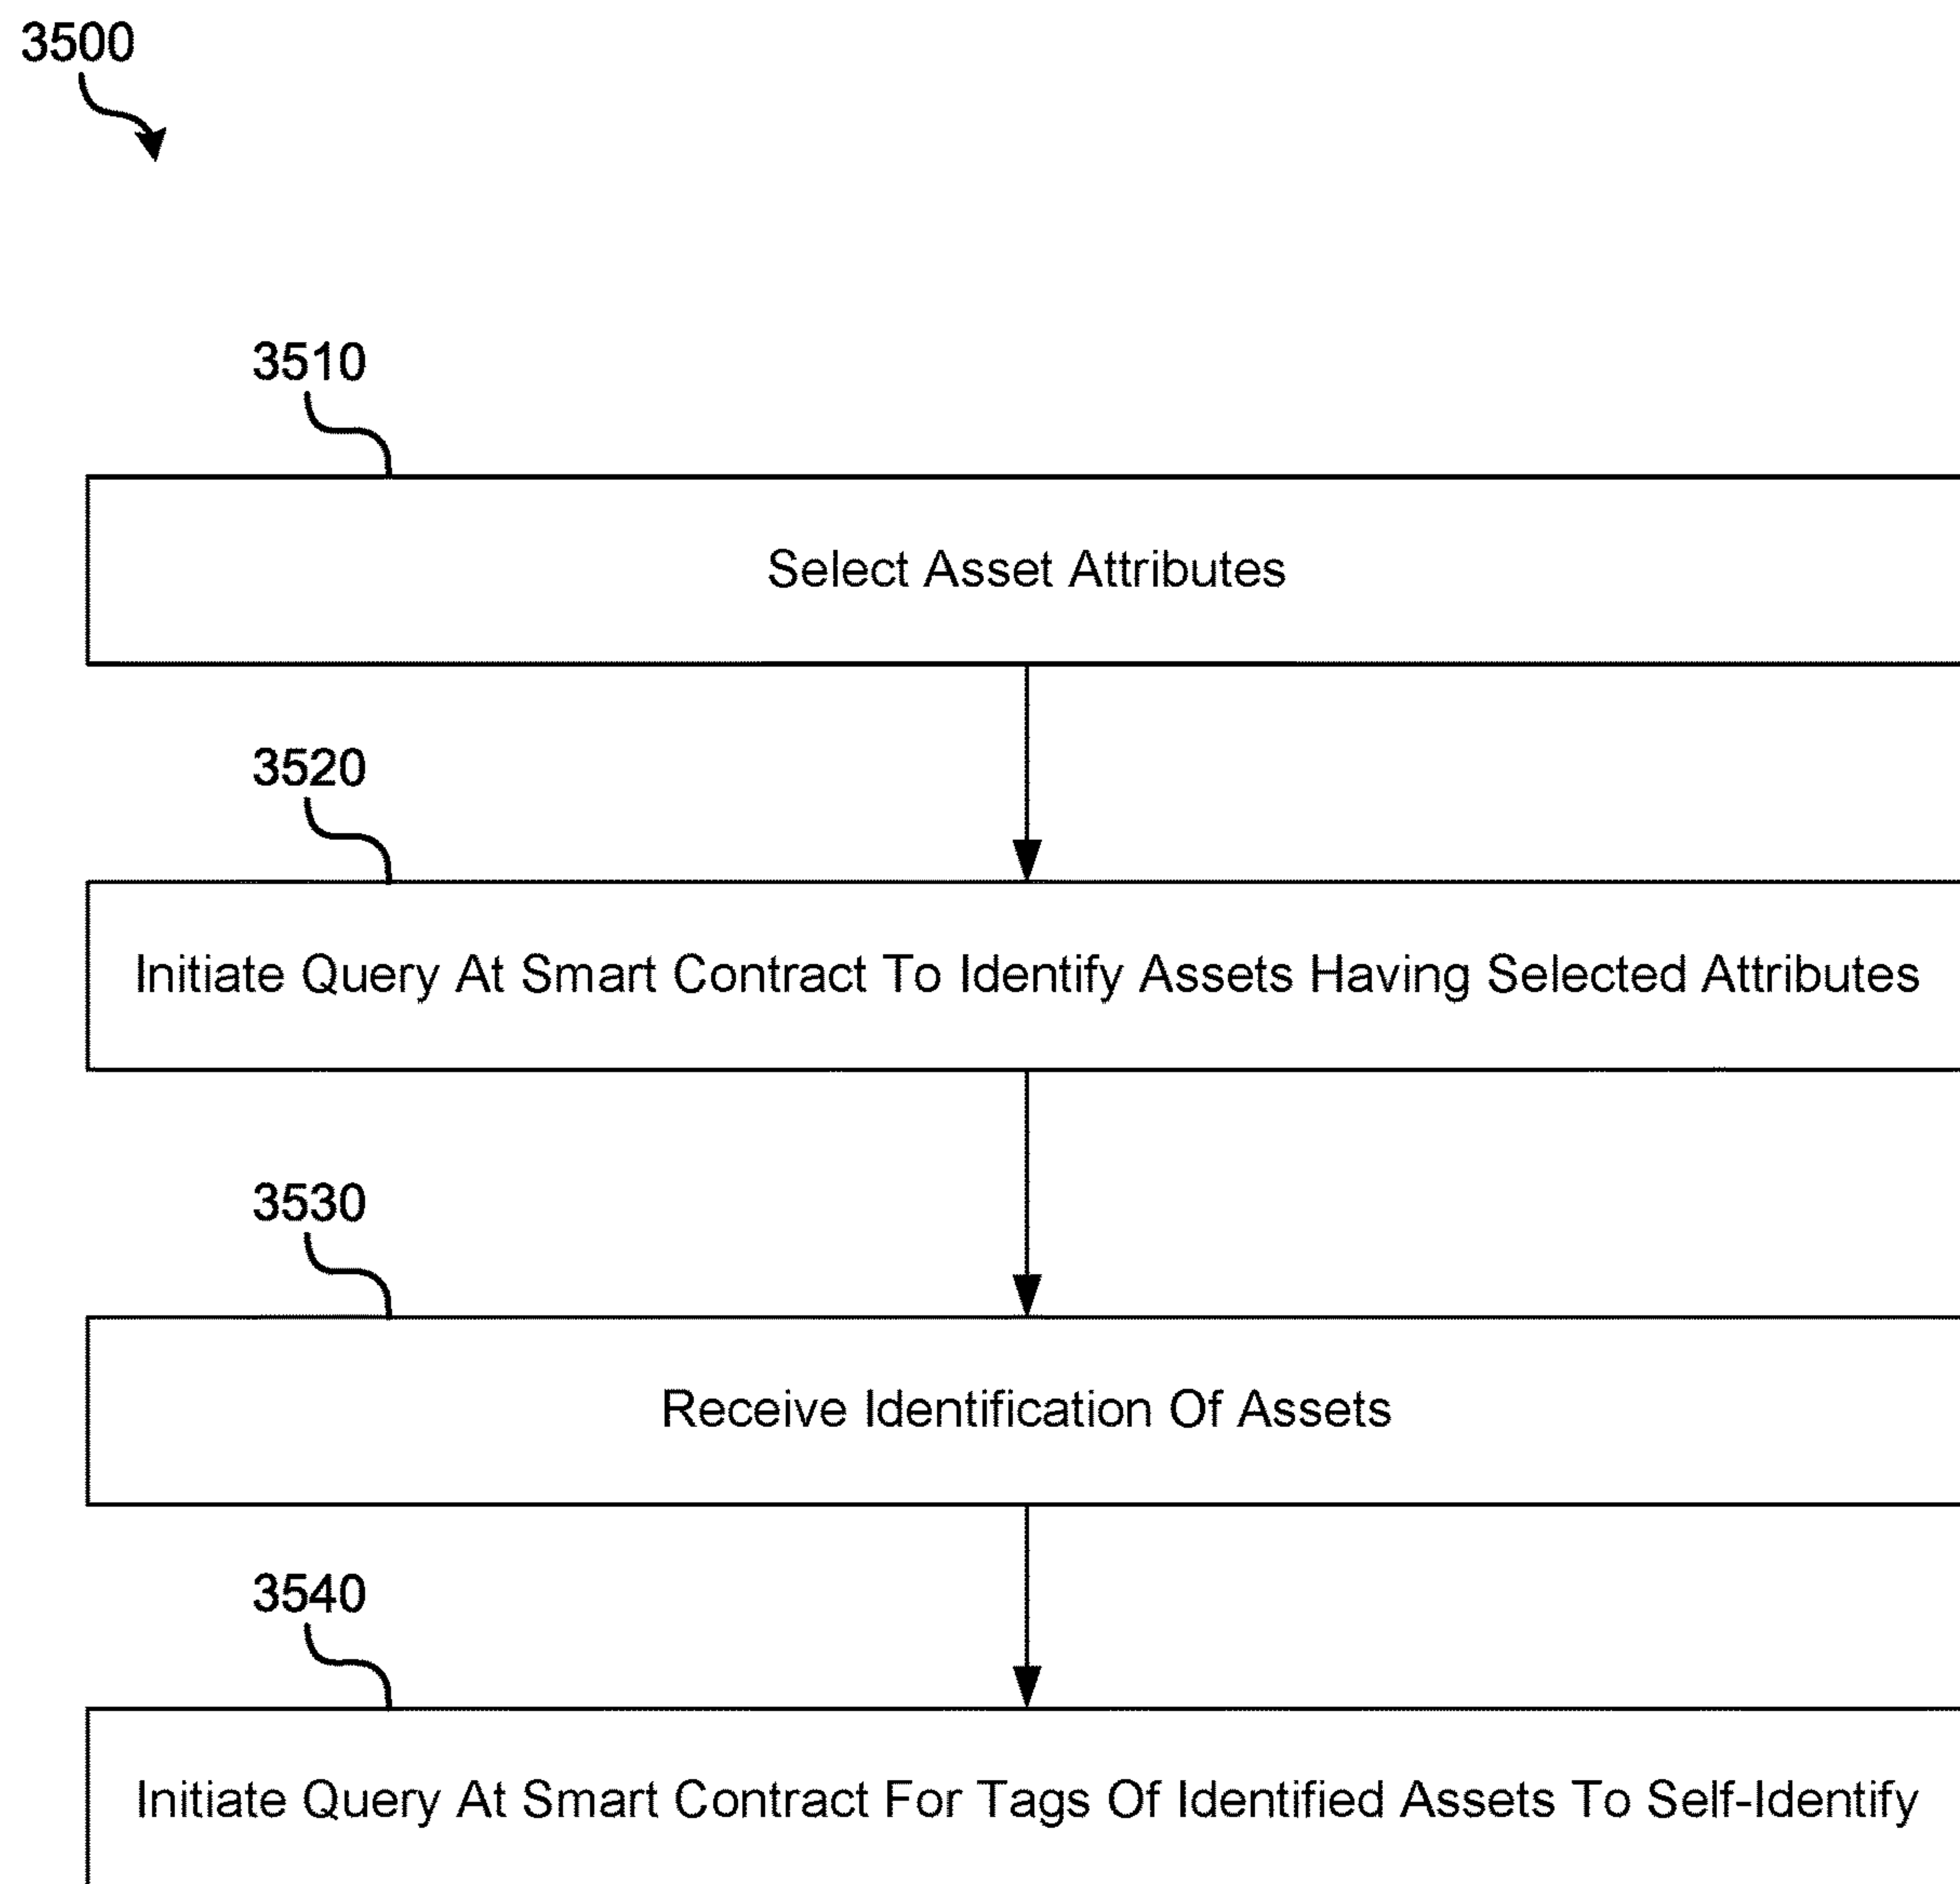 3500
3510
Select Asset Attributes
3520
Initiate Query At Smart Contract To Identify Assets Having Selected Attributes
3530
Receive Identification Of Assets
3540
Initiate Query At Smart Contract For Tags Of Identified Assets To Self-Identify